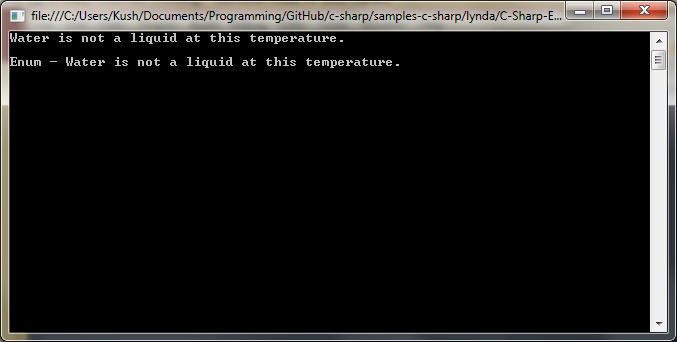 file:///C:/Users/Kush/Documents/Programming/GitHub/c-sharp/samples-c-sharp/lynda/C-Sharp-E...
Water is not a liquid at this temperature.
Enum - Water is not a liquid at this temperature.